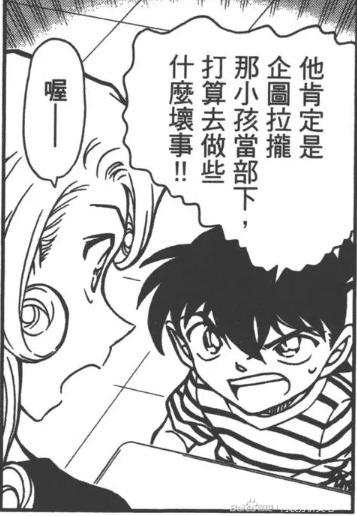 他肯定是
企圖拉攏
那小孩當部下，
打算去做些
什麼壞事!!
喔—